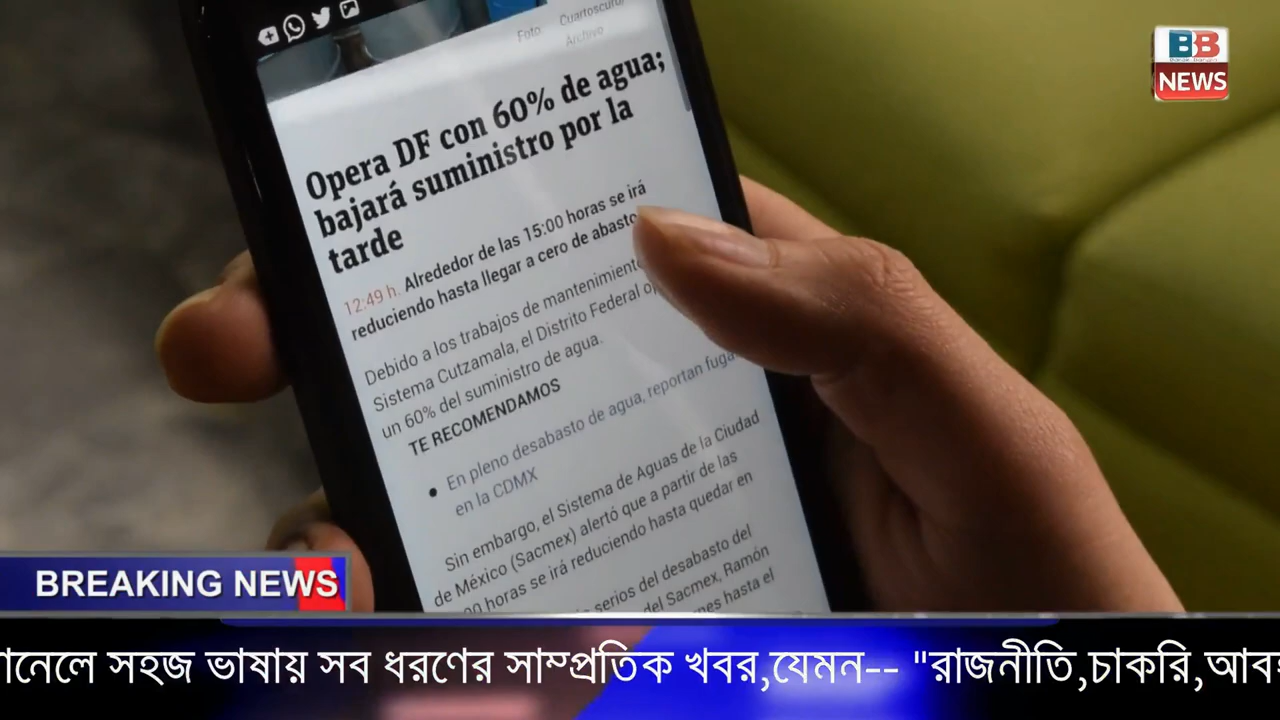 Foto
Cuartoscuro/
Archivo
BB
NEWS
Opera DF con 60% de agua;
bajará suministro por la
tarde
12:49 h. Alrededor de las 15:00 horas se irá
reduciendo hasta llegar a cero de abasto
Debido a los trabajos de mantenimiento
Sistema Cutzamala, el Distrito Federal
un 60% del suministro de agua.
TE RECOMENDAMOS
• En pleno desabasto de agua, reportan fuga
en la CDMX
Sin embargo, el Sistema de Aguas de la Ciudad
de México (Sacmex) alertó que a partir de las
horas se irá reduciendo hasta quedar en
serios del desabasto del
del Sacmex, Ramón
hasta el
BREAKING NEWS
সহজ ভাষায় সব ধরণের সাম্প্রতিক খবর,যেমন-- "রাজনীতি,চাকরি,